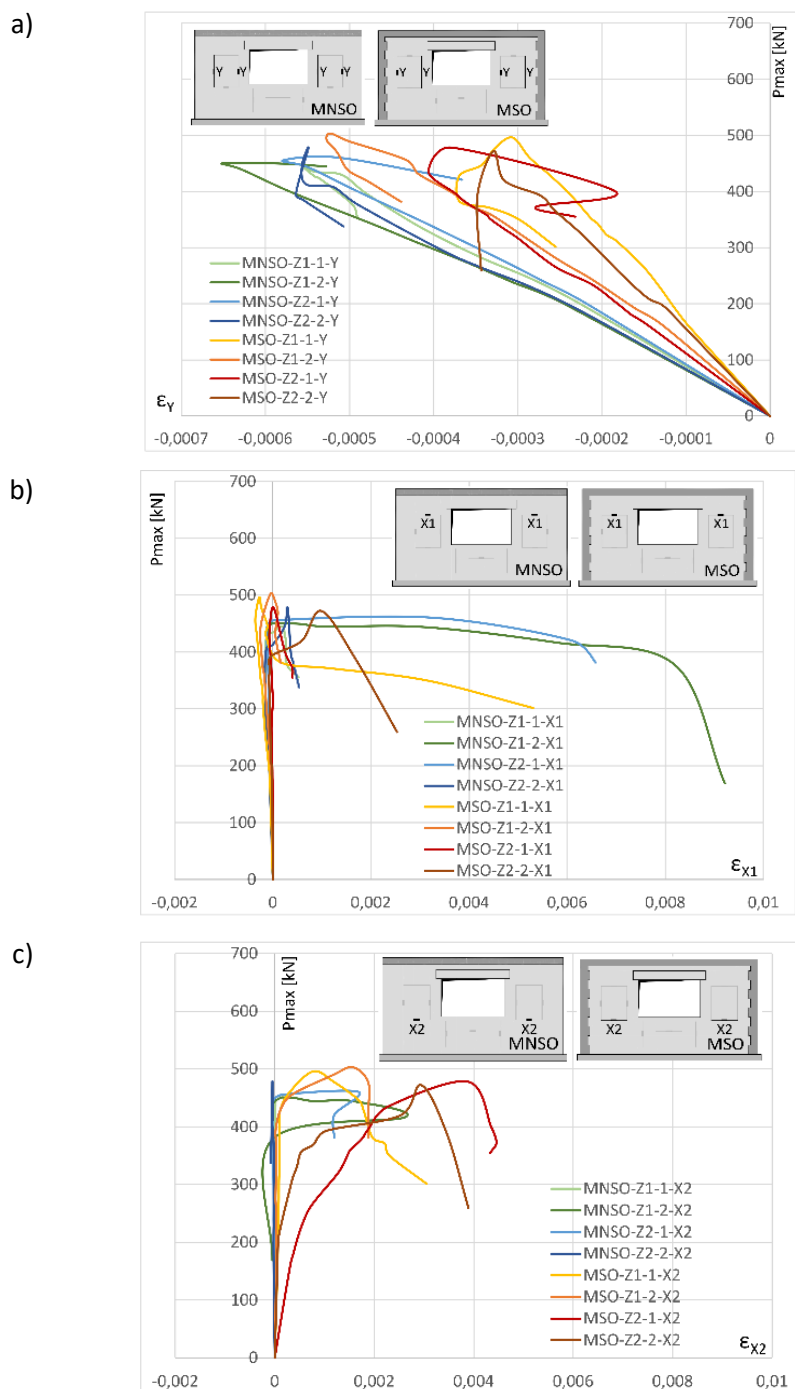 a)
700
600
500
400
300
200
100
0
Pmax [kN]
Y Y Y Y
MNSO
Y Y Y Y
MSO
MNSO-Z1-1-Y
MNSO-Z1-2-Y
MNSO-Z2-1-Y
MNSO-Z2-2-Y
MSO-Z1-1-Y
MSO-Z1-2-Y
MSO-Z2-1-Y
MSO-Z2-2-Y
εY
-0,0007 -0,0006 -0,0005 -0,0004 -0,0003 -0,0002 -0,0001 0
b)
Pmax [kN]
700
600
500
400
300
200
100
0
X1 X1
MNSO
X1 X1
MSO
MNSO-Z1-1-X1
MNSO-Z1-2-X1
MNSO-Z2-1-X1
MNSO-Z2-2-X1
MSO-Z1-1-X1
MSO-Z1-2-X1
MSO-Z2-1-X1
MSO-Z2-2-X1
εX1
-0,002 0 0,002 0,004 0,006 0,008 0,01
c)
700
600
500
400
300
200
100
0
Pmax [kN]
X2 X2
MNSO
X2 X2
MSO
MNSO-Z1-1-X2
MNSO-Z1-2-X2
MNSO-Z2-1-X2
MNSO-Z2-2-X2
MSO-Z1-1-X2
MSO-Z1-2-X2
MSO-Z2-1-X2
MSO-Z2-2-X2
εX2
-0,002 0 0,002 0,004 0,006 0,008 0,01